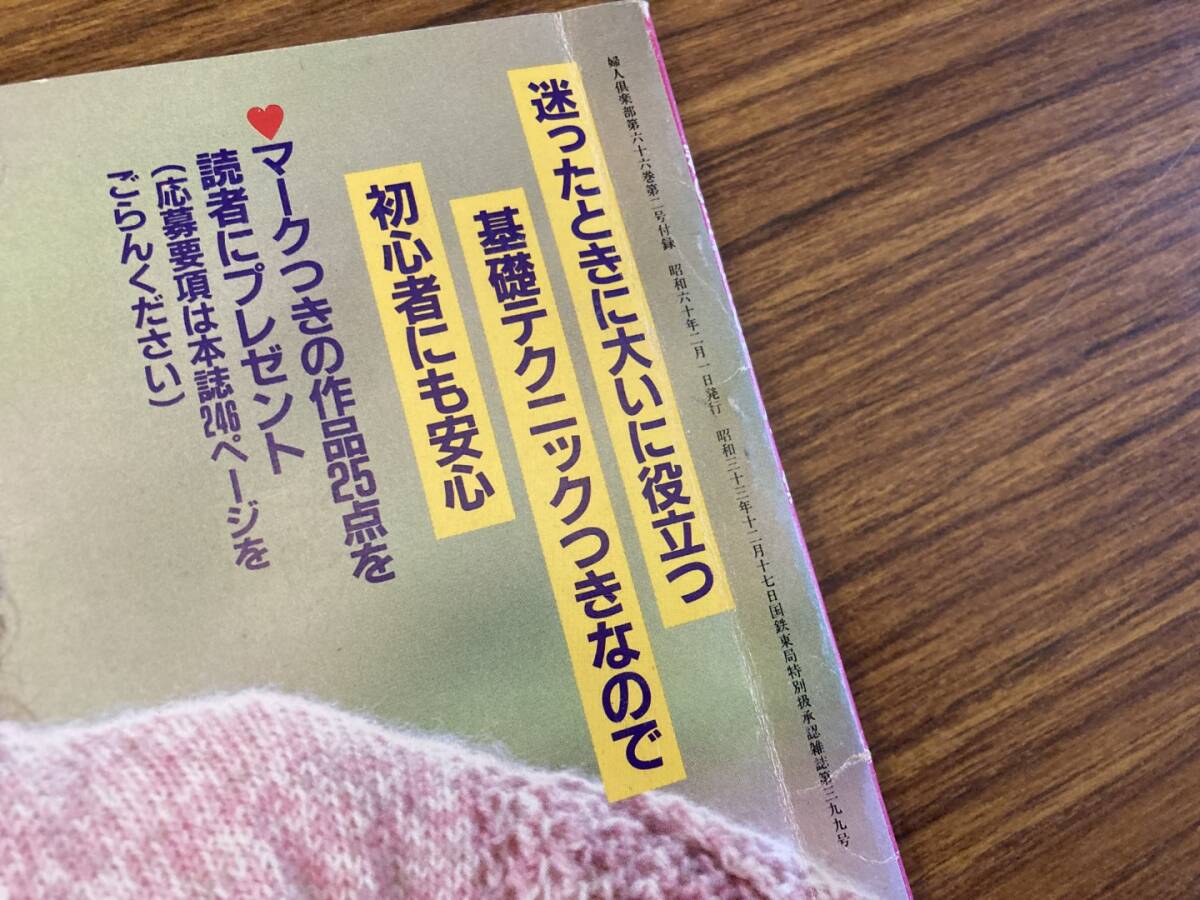 婦人倶楽部第六十六巻第二号付録 昭和六十年二月一日発行 昭和三十三年十二月十七日国鉄東局特別扱承認雑誌第三九九号
迷ったときに大いに役立つ
基礎テクニックつきなので
初心者にも安心
♥マークつきの作品25点を
読者にプレゼント
(応募要項は本誌246ページを
ごらんください)